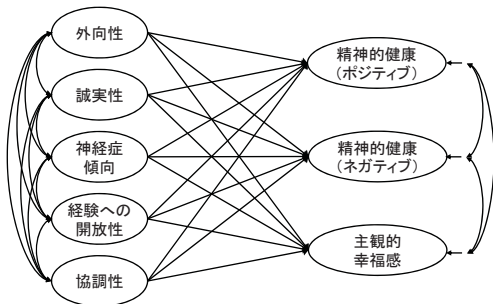 外向性
誠実性
神経症
傾向
経験への
開放性
協調性
精神的健康
(ポジティブ)
精神的健康
(ネガティブ)
主観的
幸福感